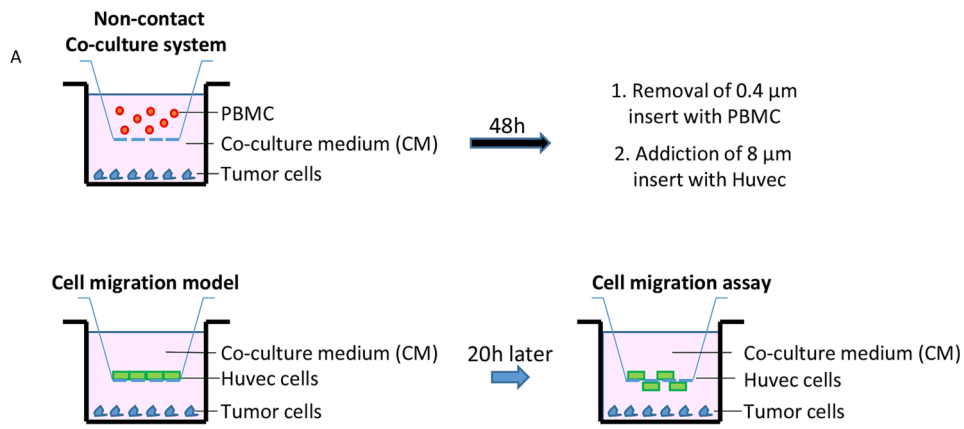 A
Non-contact
Co-culture system
PBMC
Co-culture medium (CM)
Tumor cells
48h
1. Removal of 0.4 µm
insert with PBMC
2. Addiction of 8 µm
insert with Huvec
Cell migration model
Co-culture medium (CM)
Huvec cells
Tumor cells
20h later
Cell migration assay
Co-culture medium (CM)
Huvec cells
Tumor cells